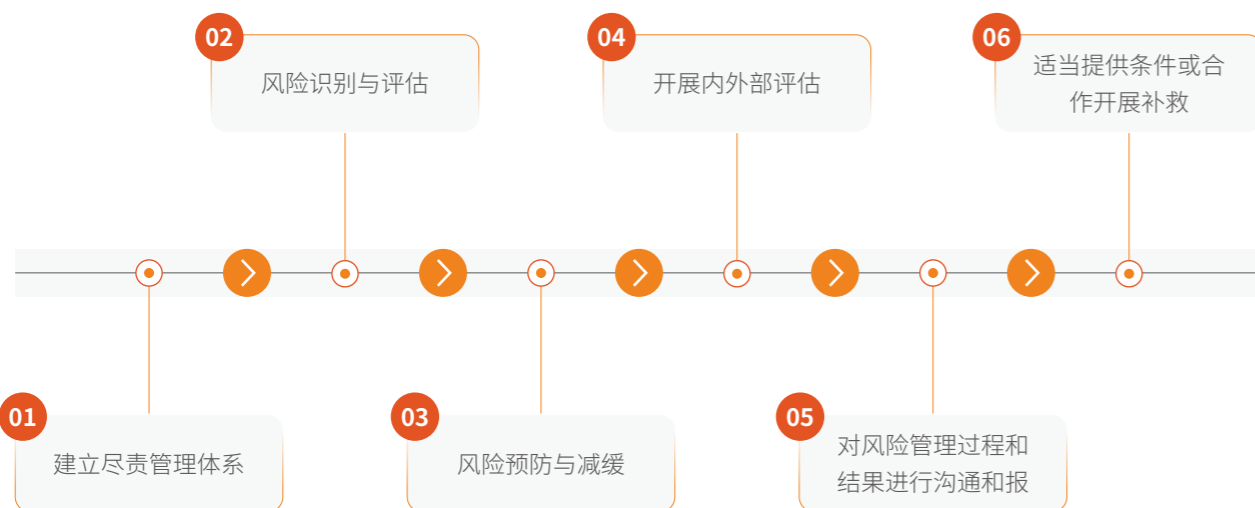 01
建立尽责管理体系
02
风险识别与评估
03
风险预防与减缓
04
开展内外部评估
05
对风险管理过程和
结果进行沟通和报
06
适当提供条件或合
作开展补救